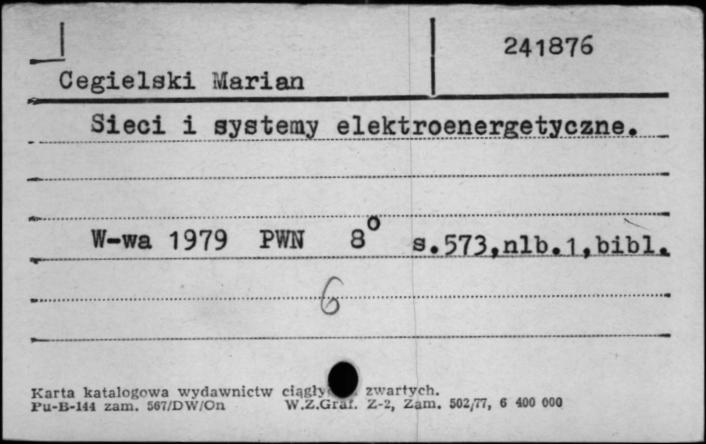 241876
Cegielski Marian
Sieci i systemy elektroenergetyczne.
W-wa 1979 PWN 8° s.573,nlb.1,bibl.
6
Karta katalogowa wydawnictw zwartych.
Pu-B-144 zam. 567/DW/On W.Z.Graf. Z-2, Zam. 502/77, 6 400 000